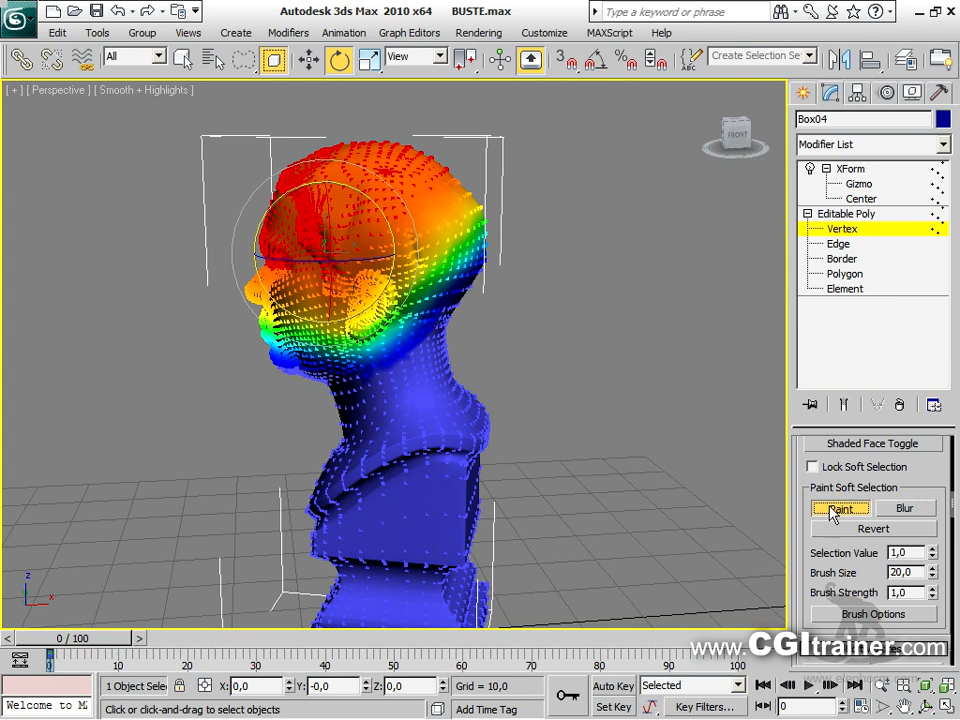 Autodesk 3ds Max 2010 x64 BUSTE.max
Type a keyword or phrase
Edit Tools Group Views Create Modifiers Animation Graph Editors Rendering Customize MAXScript Help
All View 3 Create Selection Se
[ + ] [ Perspective ] [ Smooth + Highlights ]
FRONT
Box04
Modifier List
XForm
Gizmo
Center
Editable Poly
Vertex
Edge
Border
Polygon
Element
Shaded Face Toggle
Lock Soft Selection
Paint Soft Selection
Paint Blur
Revert
Selection Value 1,0
Brush Size 20,0
Brush Strength 1,0
Brush Options
z
x
www.CGItrainer.com
< 0 / 100 >
0 10 20 30 40 50 60 70 80 90 100
1 Object Selec X: 0,0 Y: -0,0 Z: 0,0 Grid = 10,0 Auto Key Selected
Welcome to M Click or click-and-drag to select objects Add Time Tag Set Key Key Filters... 0